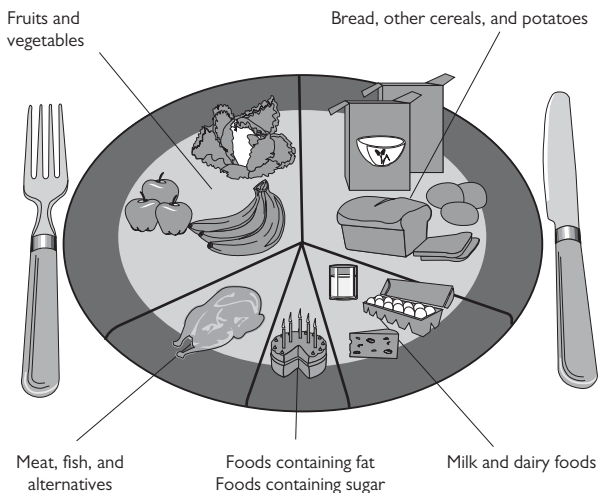 Fruits and
vegetables
Bread, other cereals, and potatoes
Meat, fish, and
alternatives
Foods containing fat
Foods containing sugar
Milk and dairy foods